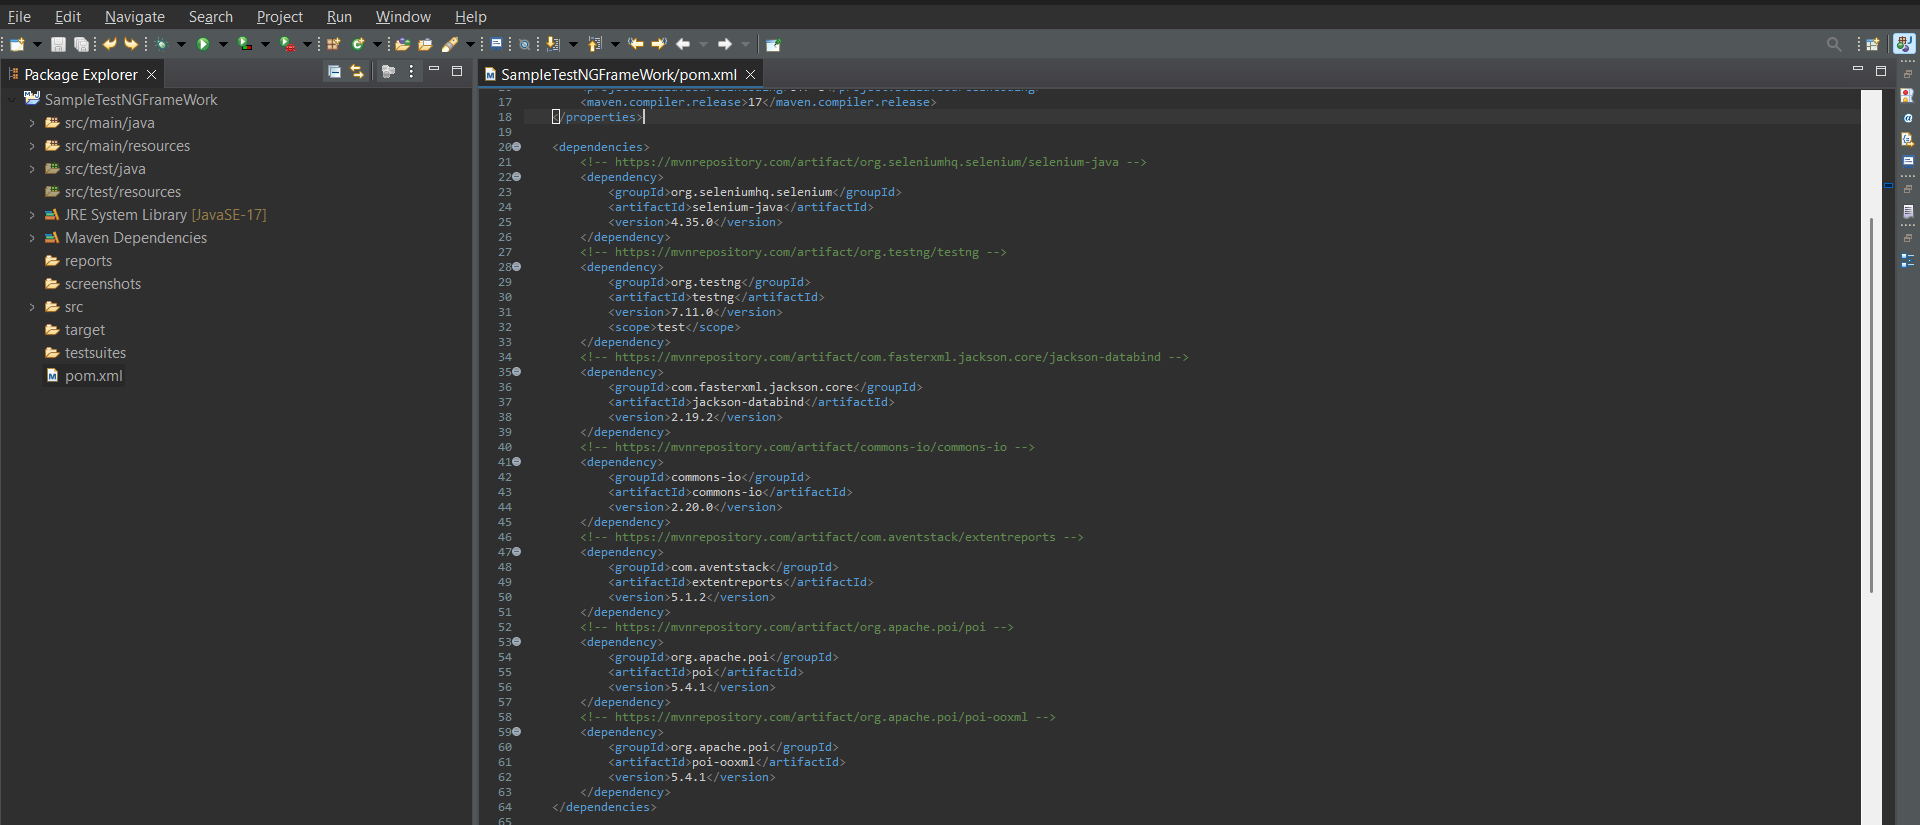 File Edit Navigate Search Project Run Window Help
Package Explorer
SampleTestNGFrameWork
src/main/java
src/main/resources
src/test/java
src/test/resources
JRE System Library [JavaSE-17]
Maven Dependencies
reports
screenshots
src
target
testsuites
pom.xml
SampleTestNGFrameWork/pom.xml
17 <maven.compiler.release>17</maven.compiler.release>
18 </properties>
19
20 <dependencies>
21 <!-- https://mvnrepository.com/artifact/org.seleniumhq.selenium/selenium-java -->
22 <dependency>
23 <groupId>org.seleniumhq.selenium</groupId>
24 <artifactId>selenium-java</artifactId>
25 <version>4.35.0</version>
26 </dependency>
27 <!-- https://mvnrepository.com/artifact/org.testng/testng -->
28 <dependency>
29 <groupId>org.testng</groupId>
30 <artifactId>testng</artifactId>
31 <version>7.11.0</version>
32 <scope>test</scope>
33 </dependency>
34 <!-- https://mvnrepository.com/artifact/com.fasterxml.jackson.core/jackson-databind -->
35 <dependency>
36 <groupId>com.fasterxml.jackson.core</groupId>
37 <artifactId>jackson-databind</artifactId>
38 <version>2.19.2</version>
39 </dependency>
40 <!-- https://mvnrepository.com/artifact/commons-io/commons-io -->
41 <dependency>
42 <groupId>commons-io</groupId>
43 <artifactId>commons-io</artifactId>
44 <version>2.20.0</version>
45 </dependency>
46 <!-- https://mvnrepository.com/artifact/com.aventstack/extentreports -->
47 <dependency>
48 <groupId>com.aventstack</groupId>
49 <artifactId>extentreports</artifactId>
50 <version>5.1.2</version>
51 </dependency>
52 <!-- https://mvnrepository.com/artifact/org.apache.poi/poi -->
53 <dependency>
54 <groupId>org.apache.poi</groupId>
55 <artifactId>poi</artifactId>
56 <version>5.4.1</version>
57 </dependency>
58 <!-- https://mvnrepository.com/artifact/org.apache.poi/poi-ooxml -->
59 <dependency>
60 <groupId>org.apache.poi</groupId>
61 <artifactId>poi-ooxml</artifactId>
62 <version>5.4.1</version>
63 </dependency>
64 </dependencies>
65